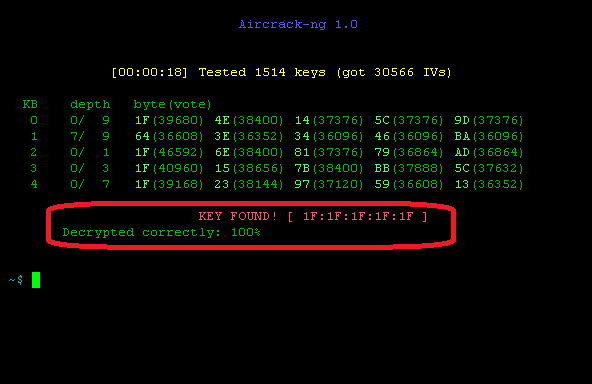 Aircrack-ng 1.0
[00:00:18] Tested 1514 keys (got 30566 IVs)
KB depth byte(vote)
0 0/ 9 1F(39680) 4E(38400) 14(37376) 5C(37376) 9D(37376)
1 7/ 9 64(36608) 3E(36352) 34(36096) 46(36096) BA(36096)
2 0/ 1 1F(46592) 6E(38400) 81(37376) 79(36864) AD(36864)
3 0/ 3 1F(40960) 15(38656) 7B(38400) BB(37888) 5C(37632)
4 0/ 7 1F(39168) 23(38144) 97(37120) 59(36608) 13(36352)
KEY FOUND! [ 1F:1F:1F:1F:1F ]
Decrypted correctly: 100%
~$